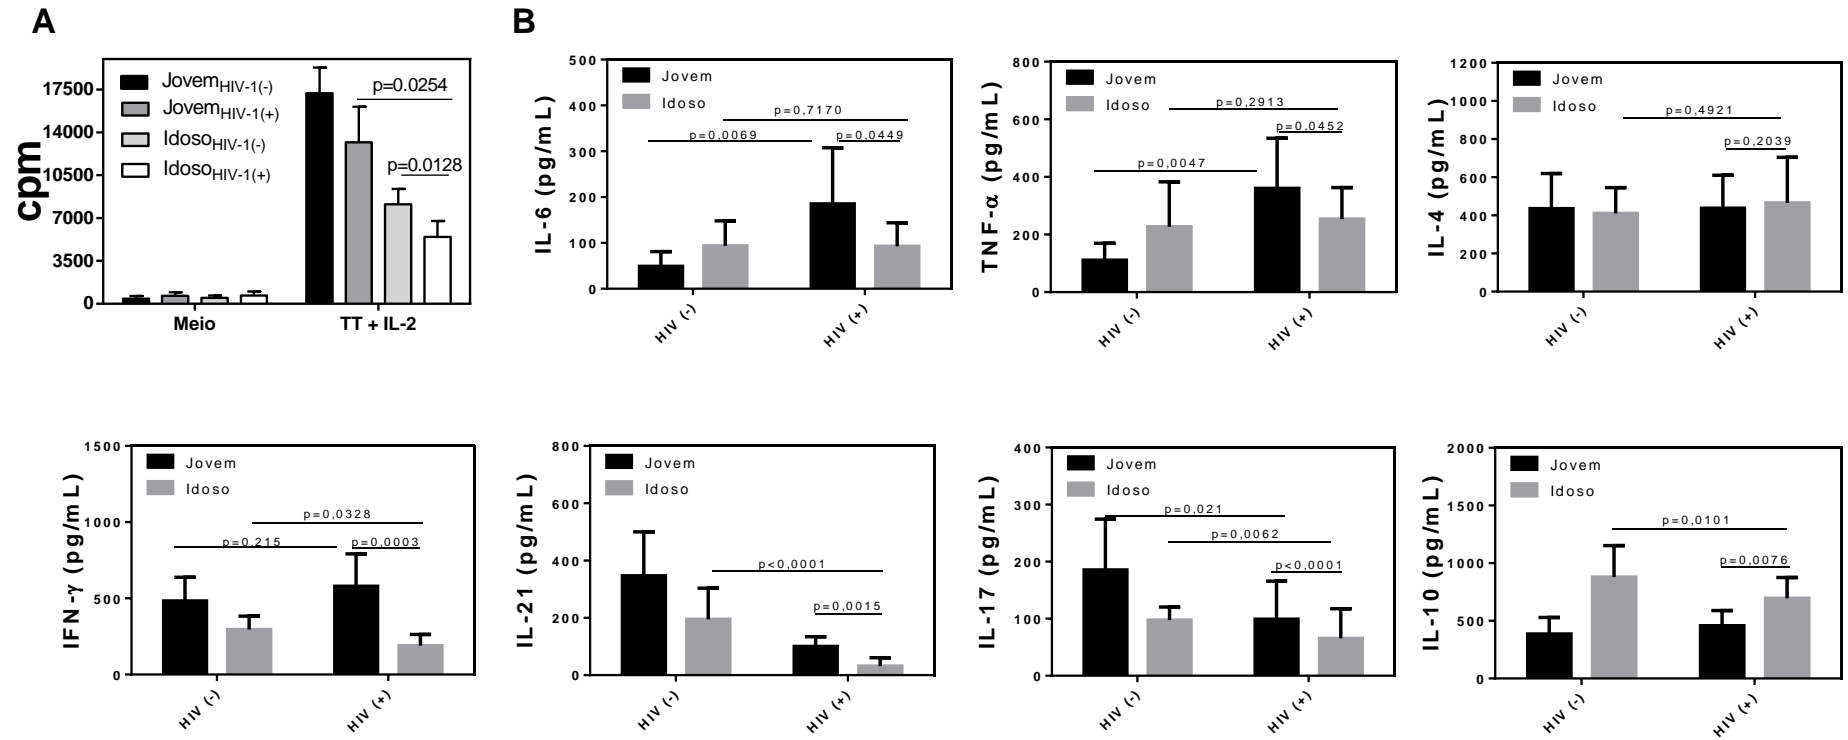 A
B
cpm
17500
14000
10500
7000
3500
0
Jovem HIV-1(-)
Jovem HIV-1(+)
Idoso HIV-1(-)
Idoso HIV-1(+)
p=0.0254
p=0.0128
Meio
TT + IL-2
IL-6 (pg/mL)
500
400
300
200
100
0
Jovem
Idoso
p=0,7170
p=0,0069
p=0,0449
HIV (-)
HIV (+)
TNF-α (pg/mL)
800
600
400
200
0
Jovem
Idoso
p=0,2913
p=0,0452
p=0,0047
HIV (-)
HIV (+)
IL-4 (pg/mL)
1200
1000
800
600
400
200
0
Jovem
Idoso
p=0,4921
p=0,2039
HIV (-)
HIV (+)
IFN-γ (pg/mL)
1500
1000
500
0
Jovem
Idoso
p=0,0328
p=0,215
p=0,0003
HIV (-)
HIV (+)
IL-21 (pg/mL)
800
600
400
200
0
Jovem
Idoso
p<0,0001
p=0,0015
HIV (-)
HIV (+)
IL-17 (pg/mL)
400
300
200
100
0
Jovem
Idoso
p=0,021
p=0,0062
p<0,0001
HIV (-)
HIV (+)
IL-10 (pg/mL)
2000
1500
1000
500
0
Jovem
Idoso
p=0,0101
p=0,0076
HIV (-)
HIV (+)